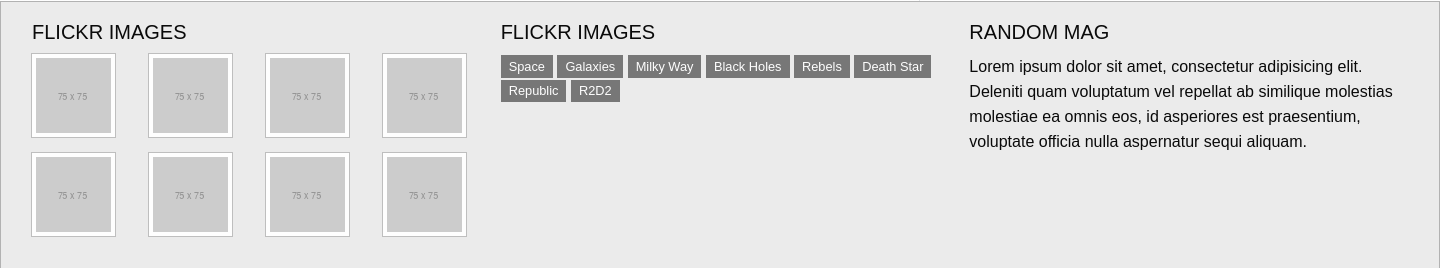 FLICKR IMAGES
75 x 75
75 x 75
75 x 75
75 x 75
75 x 75
75 x 75
75 x 75
75 x 75
FLICKR IMAGES
Space Galaxies Milky Way Black Holes Rebels Death Star
Republic R2D2
RANDOM MAG
Lorem ipsum dolor sit amet, consectetur adipisicing elit.
Deleniti quam voluptatum vel repellat ab similique molestias
molestiae ea omnis eos, id asperiores est praesentium,
voluptate officia nulla aspernatur sequi aliquam.